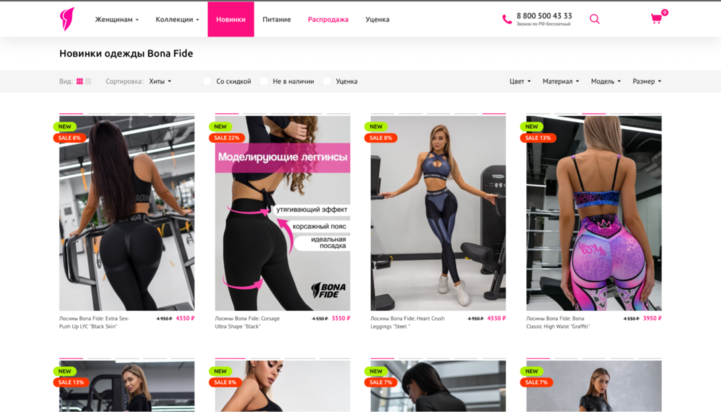 Женщинам
Коллекции
Новинки
Питание
Распродажа
Уценка
8 800 500 43 33
Звонок по РФ бесплатный
0
Новинки одежды Bona Fide
Вид:
Сортировка: Хиты
Со скидкой
Не в наличии
Уценка
Цвет
Материал
Модель
Размер
NEW
SALE 8%
NEW
SALE 22%
Моделирующие леггинсы
утягивающий эффект
корсажный пояс
идеальная
посадка
BONA
FIDE
NEW
SALE 8%
NEW
SALE 13%
Лосины Bona Fide: Extra Sex-
Push Up LYC "Black Skin"
4 950 ₽ 4550 ₽
Лосины Bona Fide: Corsage
Ultra Shape "Black"
4 550 ₽ 3550 ₽
Лосины Bona Fide: Heart Crush
Leggings "Steel "
4 950 ₽ 4550 ₽
Лосины Bona Fide: Bona
Classic High Waist "Graffiti"
4 550 ₽ 3950 ₽
NEW
SALE 13%
NEW
SALE 8%
NEW
SALE 7%
NEW
SALE 7%